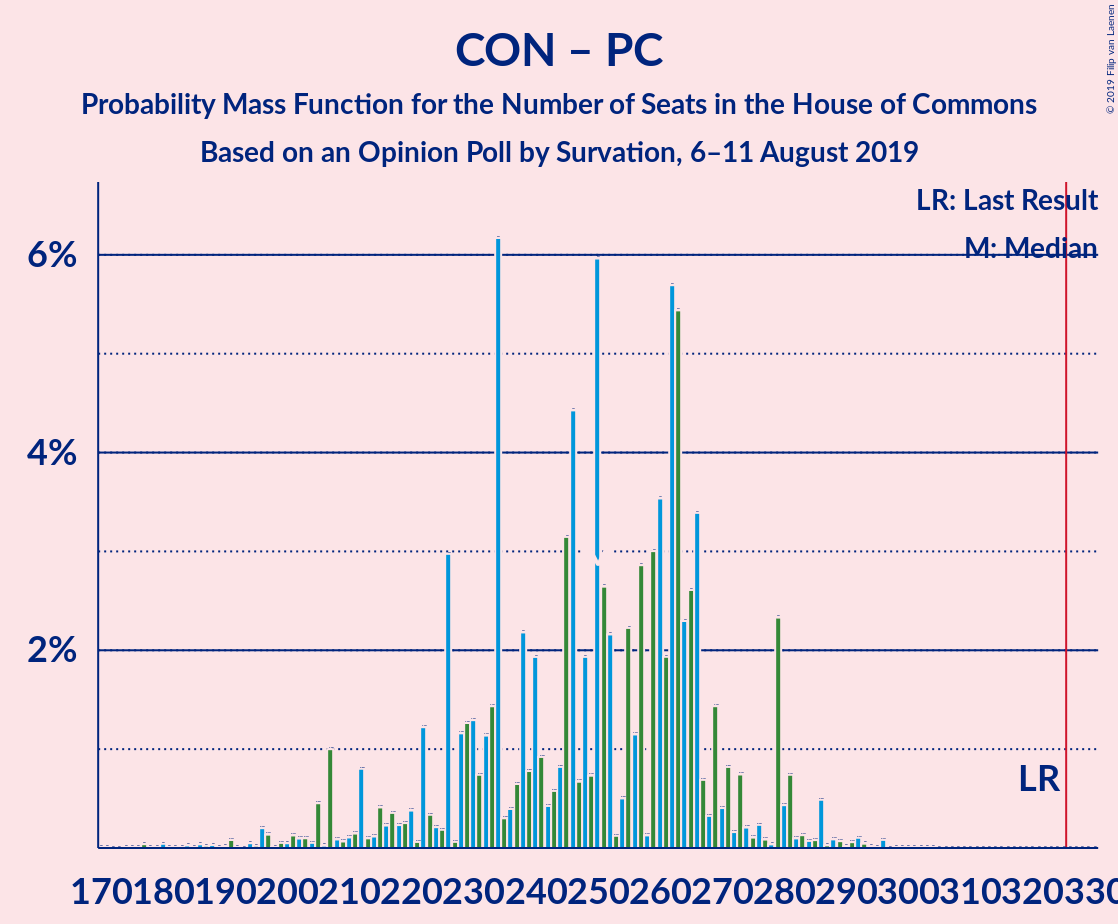 CON – PC
Probability Mass Function for the Number of Seats in the House of Commons
Based on an Opinion Poll by Survation, 6–11 August 2019
© 2019 Filip van Laenen
LR: Last Result
M: Median
6%
4%
2%
LR
170 180 190 200 210 220 230 240 250 260 270 280 290 300 310 320 330